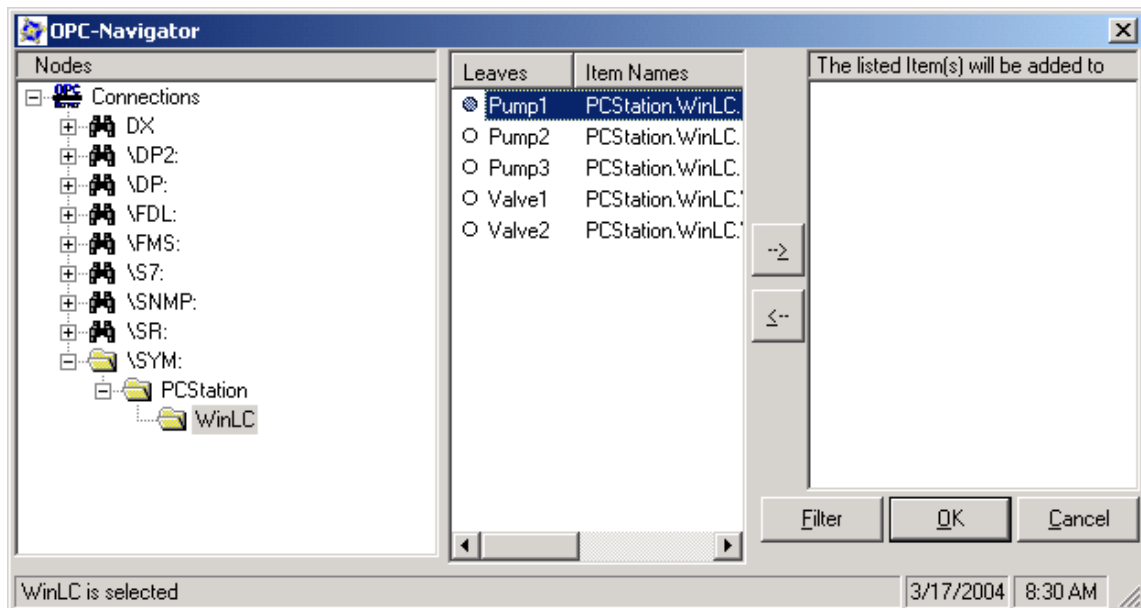 OPC-Navigator
Nodes
OPC
Connections
DX
\DP2:
\DP:
\FDL:
\FMS:
\S7:
\SNMP:
\SR:
\SYM:
PCStation
WinLC
Leaves Item Names
Pump1 PCStation.WinLC.
Pump2 PCStation.WinLC.
Pump3 PCStation.WinLC.
Valve1 PCStation.WinLC.
Valve2 PCStation.WinLC.
-->
<--
The listed Item(s) will be added to
Filter OK Cancel
WinLC is selected 3/17/2004 8:30 AM